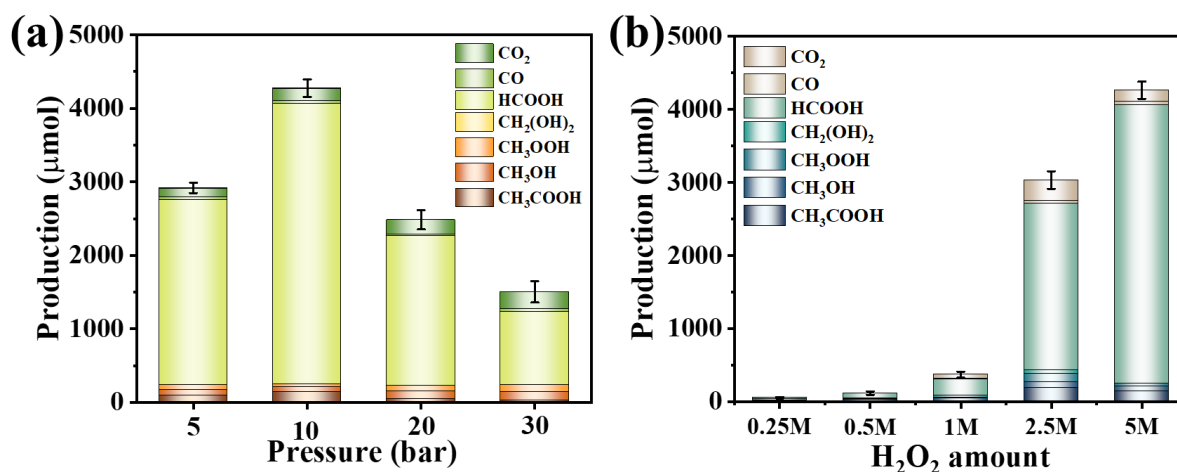 (a)
Production (μmol)
5000
4000
3000
2000
1000
0
CO₂
CO
HCOOH
CH₂(OH)₂
CH₃OOH
CH₃OH
CH₃COOH
5 10 20 30
Pressure (bar)
(b)
Production (μmol)
5000
4000
3000
2000
1000
0
CO₂
CO
HCOOH
CH₂(OH)₂
CH₃OOH
CH₃OH
CH₃COOH
0.25M 0.5M 1M 2.5M 5M
H₂O₂ amount